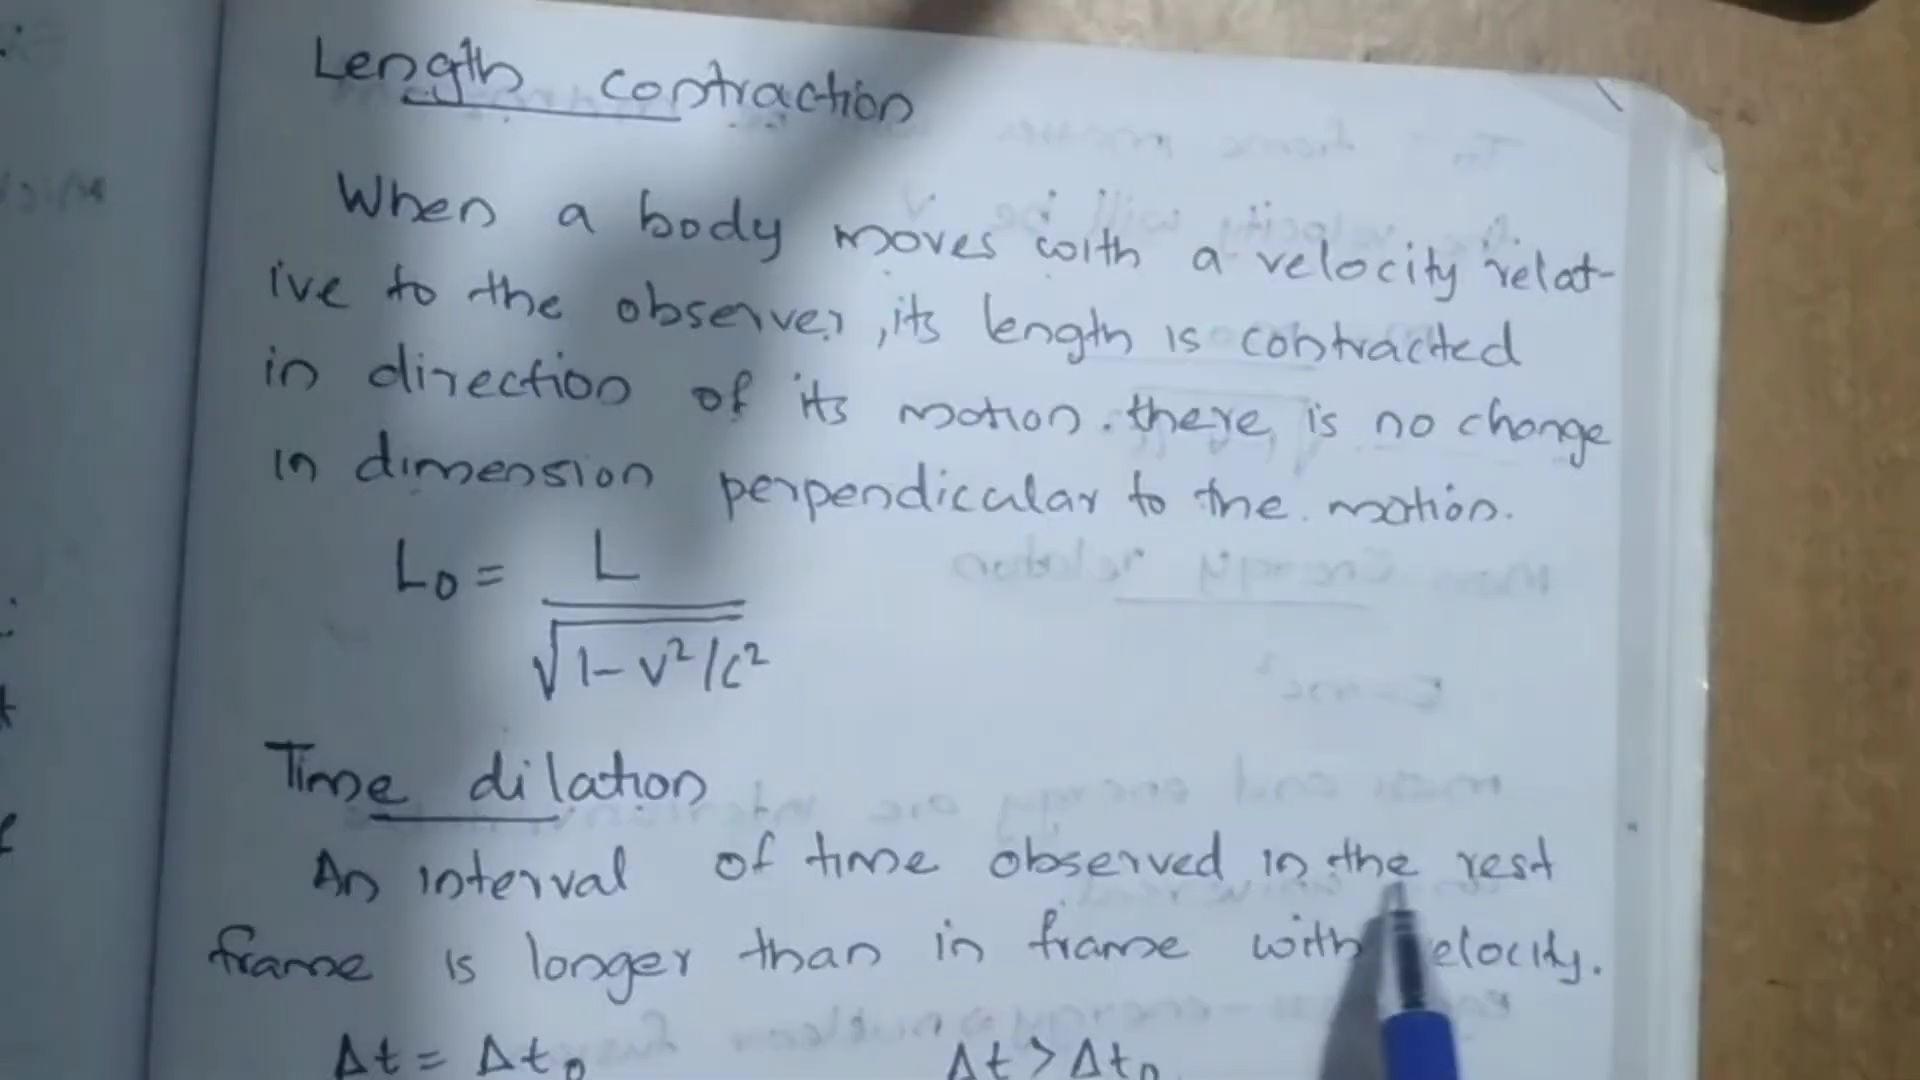 Length contraction
When a body moves with a velocity relat-
ive to the observer, its length is contracted
in direction of its motion. there is no change
in dimension perpendicular to the motion.
L0 = L
√1-v²/c²
Time dilation
An interval of time observed in the rest
frame is longer than in frame with elocity.
Δt = Δt0 Δt > Δt0